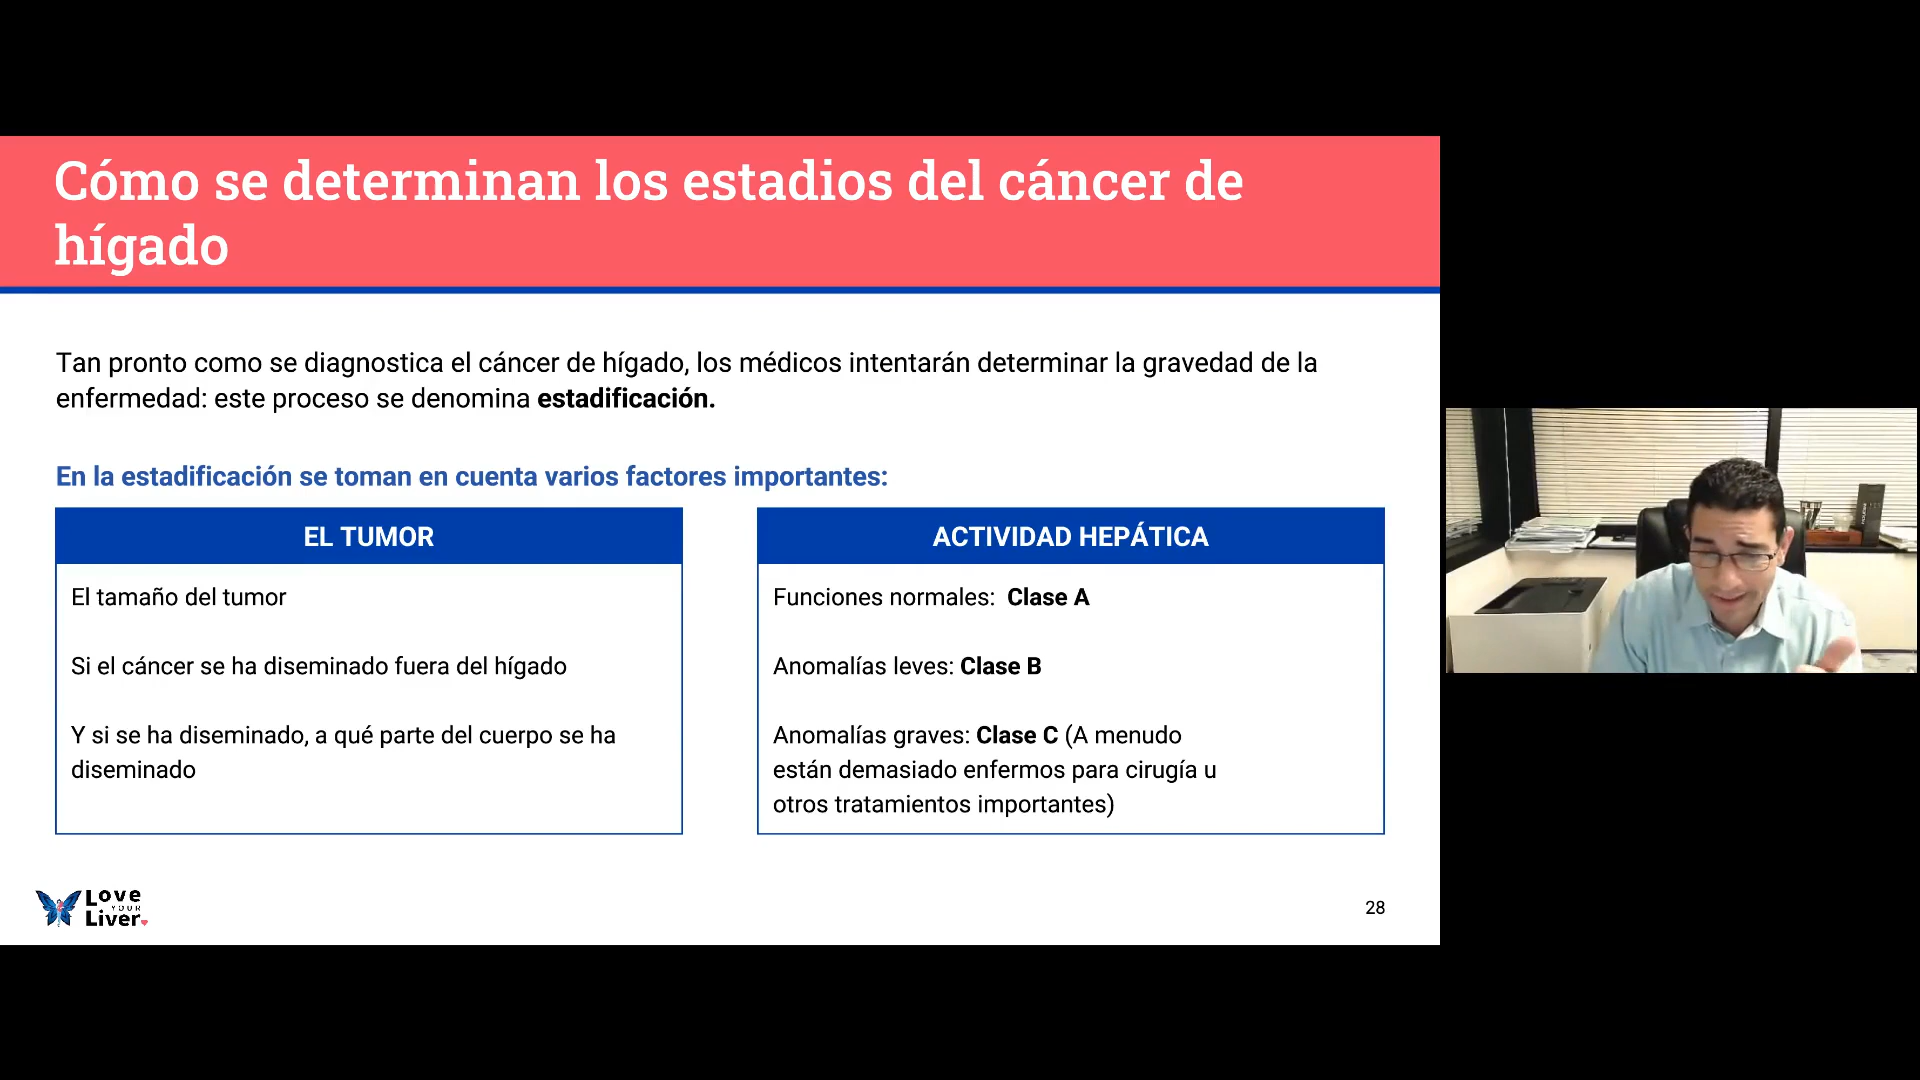 Cómo se determinan los estadios del cáncer de
hígado
Tan pronto como se diagnostica el cáncer de hígado, los médicos intentarán determinar la gravedad de la
enfermedad: este proceso se denomina estadificación.
En la estadificación se toman en cuenta varios factores importantes:
EL TUMOR
El tamaño del tumor
Si el cáncer se ha diseminado fuera del hígado
Y si se ha diseminado, a qué parte del cuerpo se ha
diseminado
ACTIVIDAD HEPÁTICA
Funciones normales: Clase A
Anomalías leves: Clase B
Anomalías graves: Clase C (A menudo
están demasiado enfermos para cirugía u
otros tratamientos importantes)
Love
YOUR
Liver
28